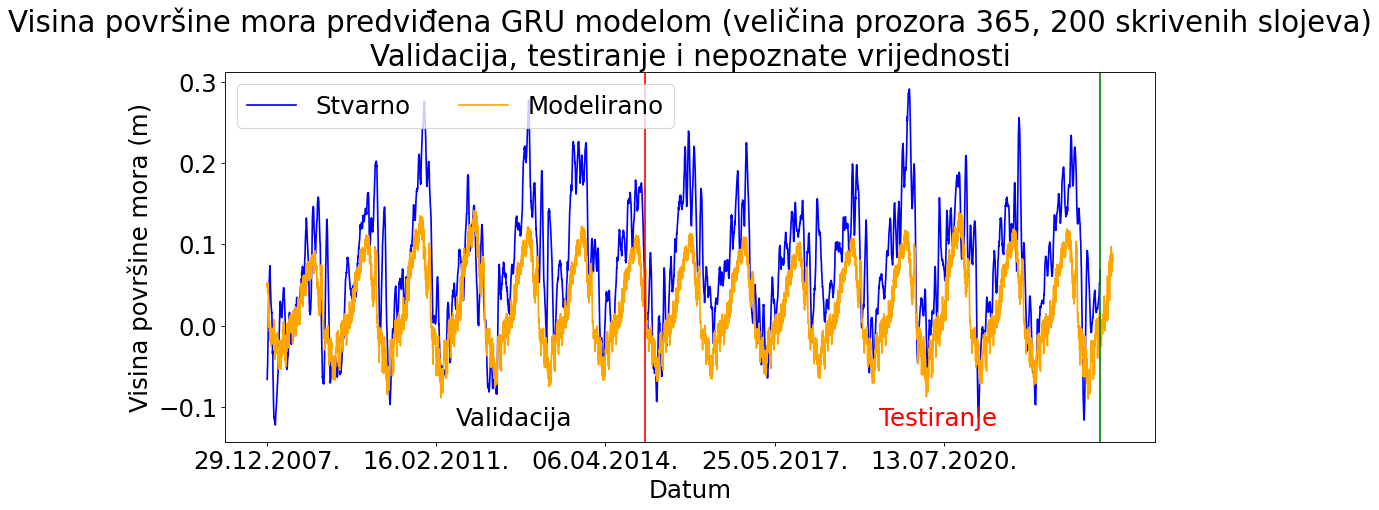 Visina površine mora predviđena GRU modelom (veličina prozora 365, 200 skrivenih slojeva)
Validacija, testiranje i nepoznate vrijednosti
Stvarno
Modelirano
Visina površine mora (m)
0.3
0.2
0.1
0.0
−0.1
Validacija
Testiranje
29.12.2007.
16.02.2011.
06.04.2014.
25.05.2017.
13.07.2020.
Datum